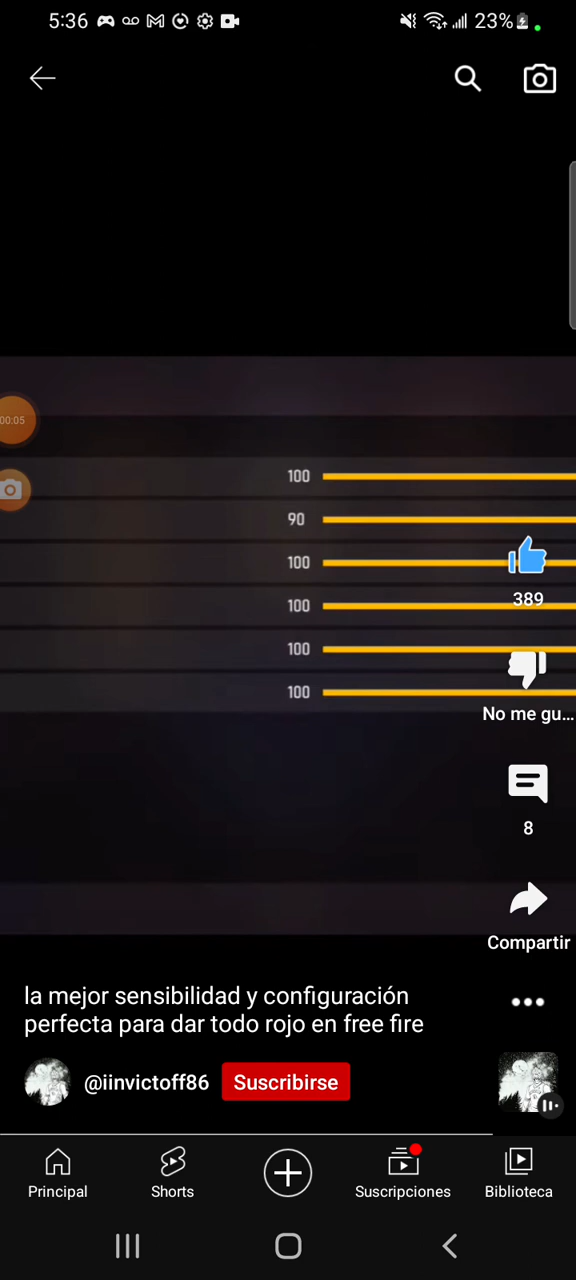 5:36
23%
00:05
100
90
100
100
100
100
389
No me gu...
8
Compartir
la mejor sensibilidad y configuración
perfecta para dar todo rojo en free fire
@iinvictoff86
Suscribirse
Principal
Shorts
Suscripciones
Biblioteca